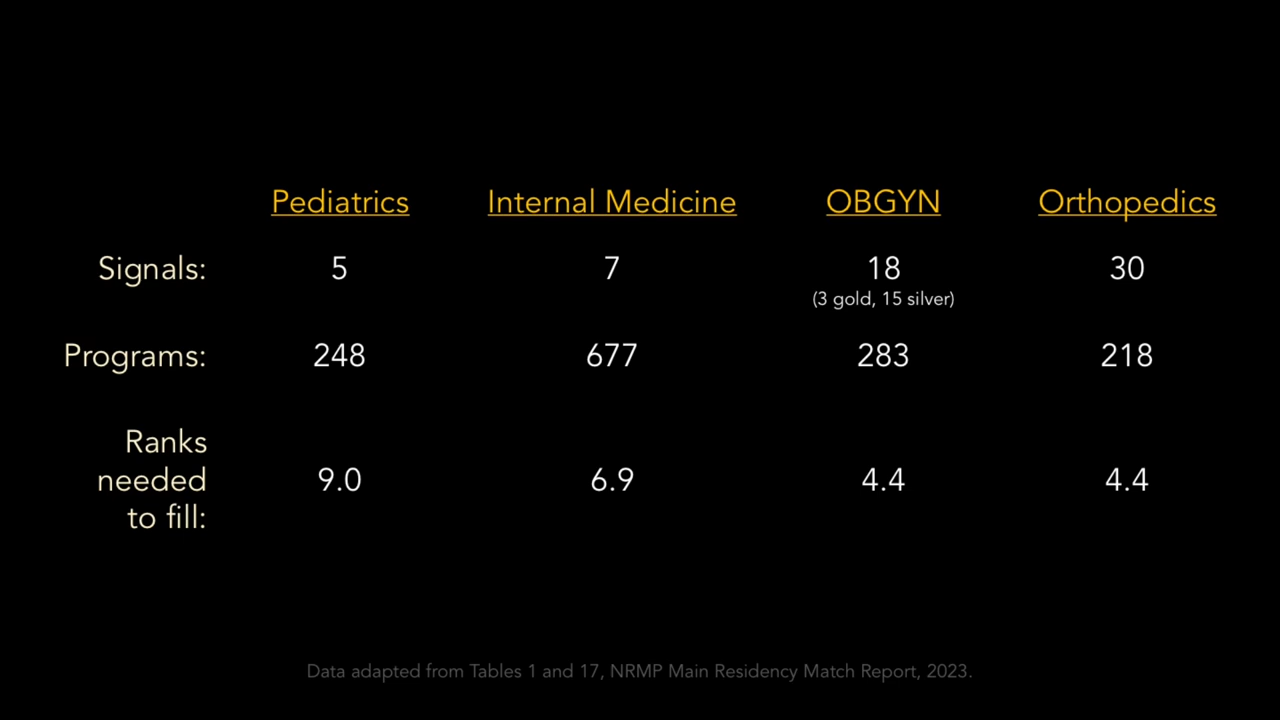 Pediatrics Internal Medicine OBGYN Orthopedics
Signals: 5 7 18 30
(3 gold, 15 silver)
Programs: 248 677 283 218
Ranks
needed 9.0 6.9 4.4 4.4
to fill:
Data adapted from Tables 1 and 17, NRMP Main Residency Match Report, 2023.